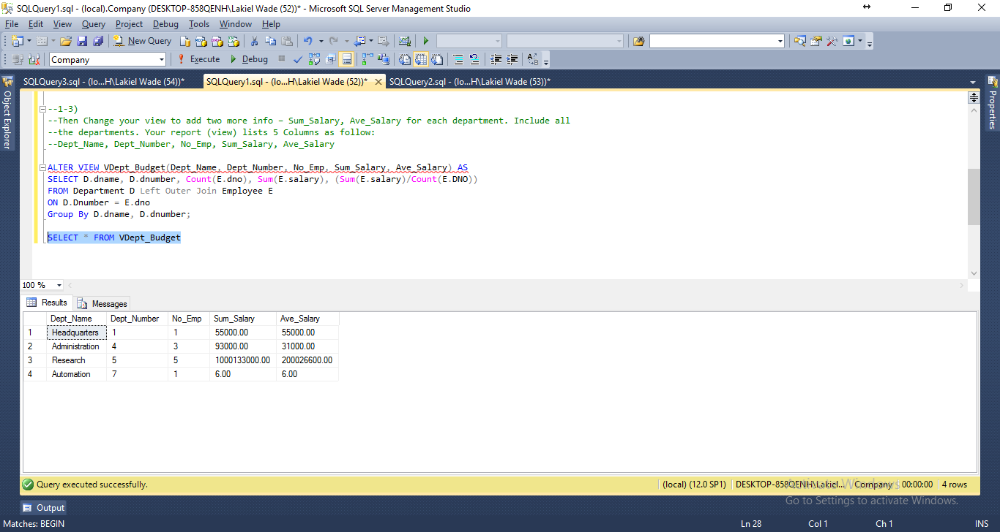 SQLQuery1.sql - (local).Company (DESKTOP-858QENH\Lakiel Wade (52))* - Microsoft SQL Server Management Studio
File Edit View Query Project Debug Tools Window Help
New Query
Company Execute Debug
SQLQuery3.sql - (lo...H\Lakiel Wade (54))* SQLQuery1.sql - (lo...H\Lakiel Wade (52))* SQLQuery2.sql - (lo...H\Lakiel Wade (53))*
Object Explorer
Properties
--1-3)
--Then Change your view to add two more info – Sum_Salary, Ave_Salary for each department. Include all
--the departments. Your report (view) lists 5 Columns as follow:
--Dept_Name, Dept_Number, No_Emp, Sum_Salary, Ave_Salary
ALTER VIEW VDept_Budget(Dept_Name, Dept_Number, No_Emp, Sum_Salary, Ave_Salary) AS
SELECT D.dname, D.dnumber, Count(E.dno), Sum(E.salary), (Sum(E.salary)/Count(E.DNO))
FROM Department D Left Outer Join Employee E
ON D.Dnumber = E.dno
Group By D.dname, D.dnumber;
SELECT * FROM VDept_Budget
100 %
Results Messages
Dept_Name Dept_Number No_Emp Sum_Salary Ave_Salary
1 Headquarters 1 1 55000.00 55000.00
2 Administration 4 3 93000.00 31000.00
3 Research 5 5 1000133000.00 200026600.00
4 Automation 7 1 6.00 6.00
Query executed successfully. (local) (12.0 SP1) DESKTOP-858QENH\Lakiel... Company 00:00:00 4 rows
Activate Windows
Go to Settings to activate Windows.
Output
Matches: BEGIN Ln 28 Col 1 Ch 1 INS